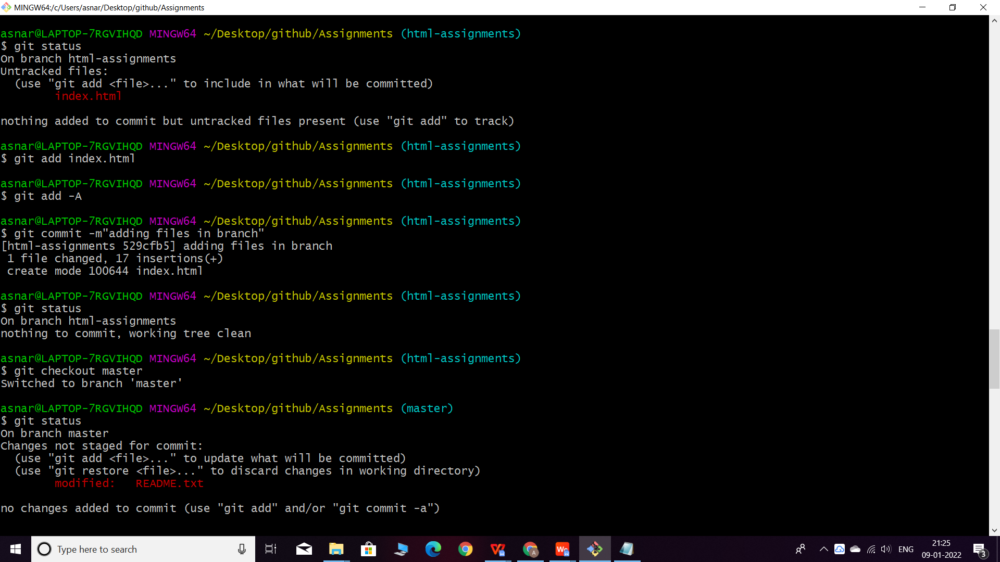 MINGW64:/c/Users/asnar/Desktop/github/Assignments
asnar@LAPTOP-7RGVIHQD MINGW64 ~/Desktop/github/Assignments (html-assignments)
$ git status
On branch html-assignments
Untracked files:
  (use "git add <file>..." to include in what will be committed)
        index.html
nothing added to commit but untracked files present (use "git add" to track)
asnar@LAPTOP-7RGVIHQD MINGW64 ~/Desktop/github/Assignments (html-assignments)
$ git add index.html
asnar@LAPTOP-7RGVIHQD MINGW64 ~/Desktop/github/Assignments (html-assignments)
$ git add -A
asnar@LAPTOP-7RGVIHQD MINGW64 ~/Desktop/github/Assignments (html-assignments)
$ git commit -m"adding files in branch"
[html-assignments 529cfb5] adding files in branch
 1 file changed, 17 insertions(+)
 create mode 100644 index.html
asnar@LAPTOP-7RGVIHQD MINGW64 ~/Desktop/github/Assignments (html-assignments)
$ git status
On branch html-assignments
nothing to commit, working tree clean
asnar@LAPTOP-7RGVIHQD MINGW64 ~/Desktop/github/Assignments (html-assignments)
$ git checkout master
Switched to branch 'master'
asnar@LAPTOP-7RGVIHQD MINGW64 ~/Desktop/github/Assignments (master)
$ git status
On branch master
Changes not staged for commit:
  (use "git add <file>..." to update what will be committed)
  (use "git restore <file>..." to discard changes in working directory)
        modified:   README.txt
no changes added to commit (use "git add" and/or "git commit -a")
Type here to search
ENG
21:25
09-01-2022
3